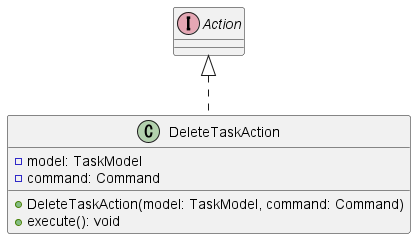 I Action
C DeleteTaskAction
model: TaskModel
command: Command
DeleteTaskAction(model: TaskModel, command: Command)
execute(): void